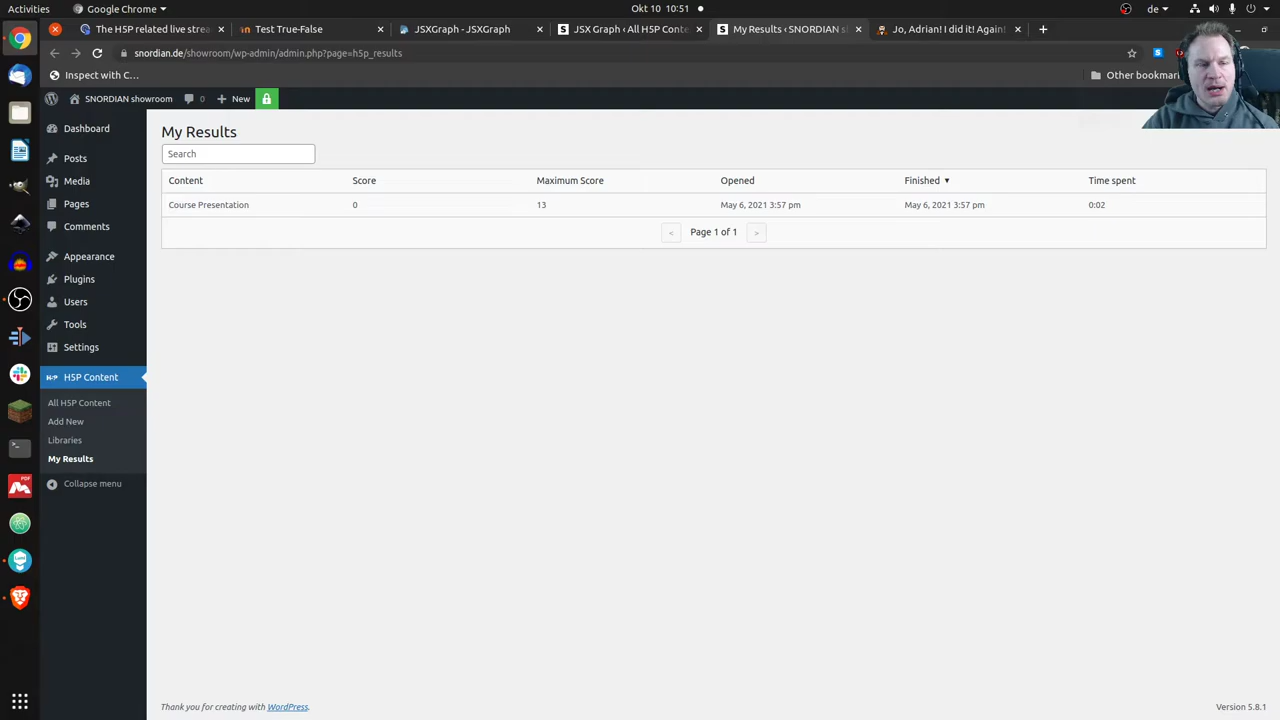 Activities
Google Chrome
Okt 10 10:51
de
The H5P related live strea
Test True-False
JSXGraph - JSXGraph
JSX Graph ‹ All H5P Conte
My Results ‹ SNORDIAN s
Jo, Adrian! I did it! Again!
snordian.de/showroom/wp-admin/admin.php?page=h5p_results
Inspect with C...
Other bookmar
SNORDIAN showroom
0
New
Dashboard
Posts
Media
Pages
Comments
Appearance
Plugins
Users
Tools
Settings
H5P Content
All H5P Content
Add New
Libraries
My Results
Collapse menu
My Results
Search
Content Score Maximum Score Opened Finished ▼ Time spent
Course Presentation 0 13 May 6, 2021 3:57 pm May 6, 2021 3:57 pm 0:02
< Page 1 of 1 >
Thank you for creating with WordPress.
Version 5.8.1